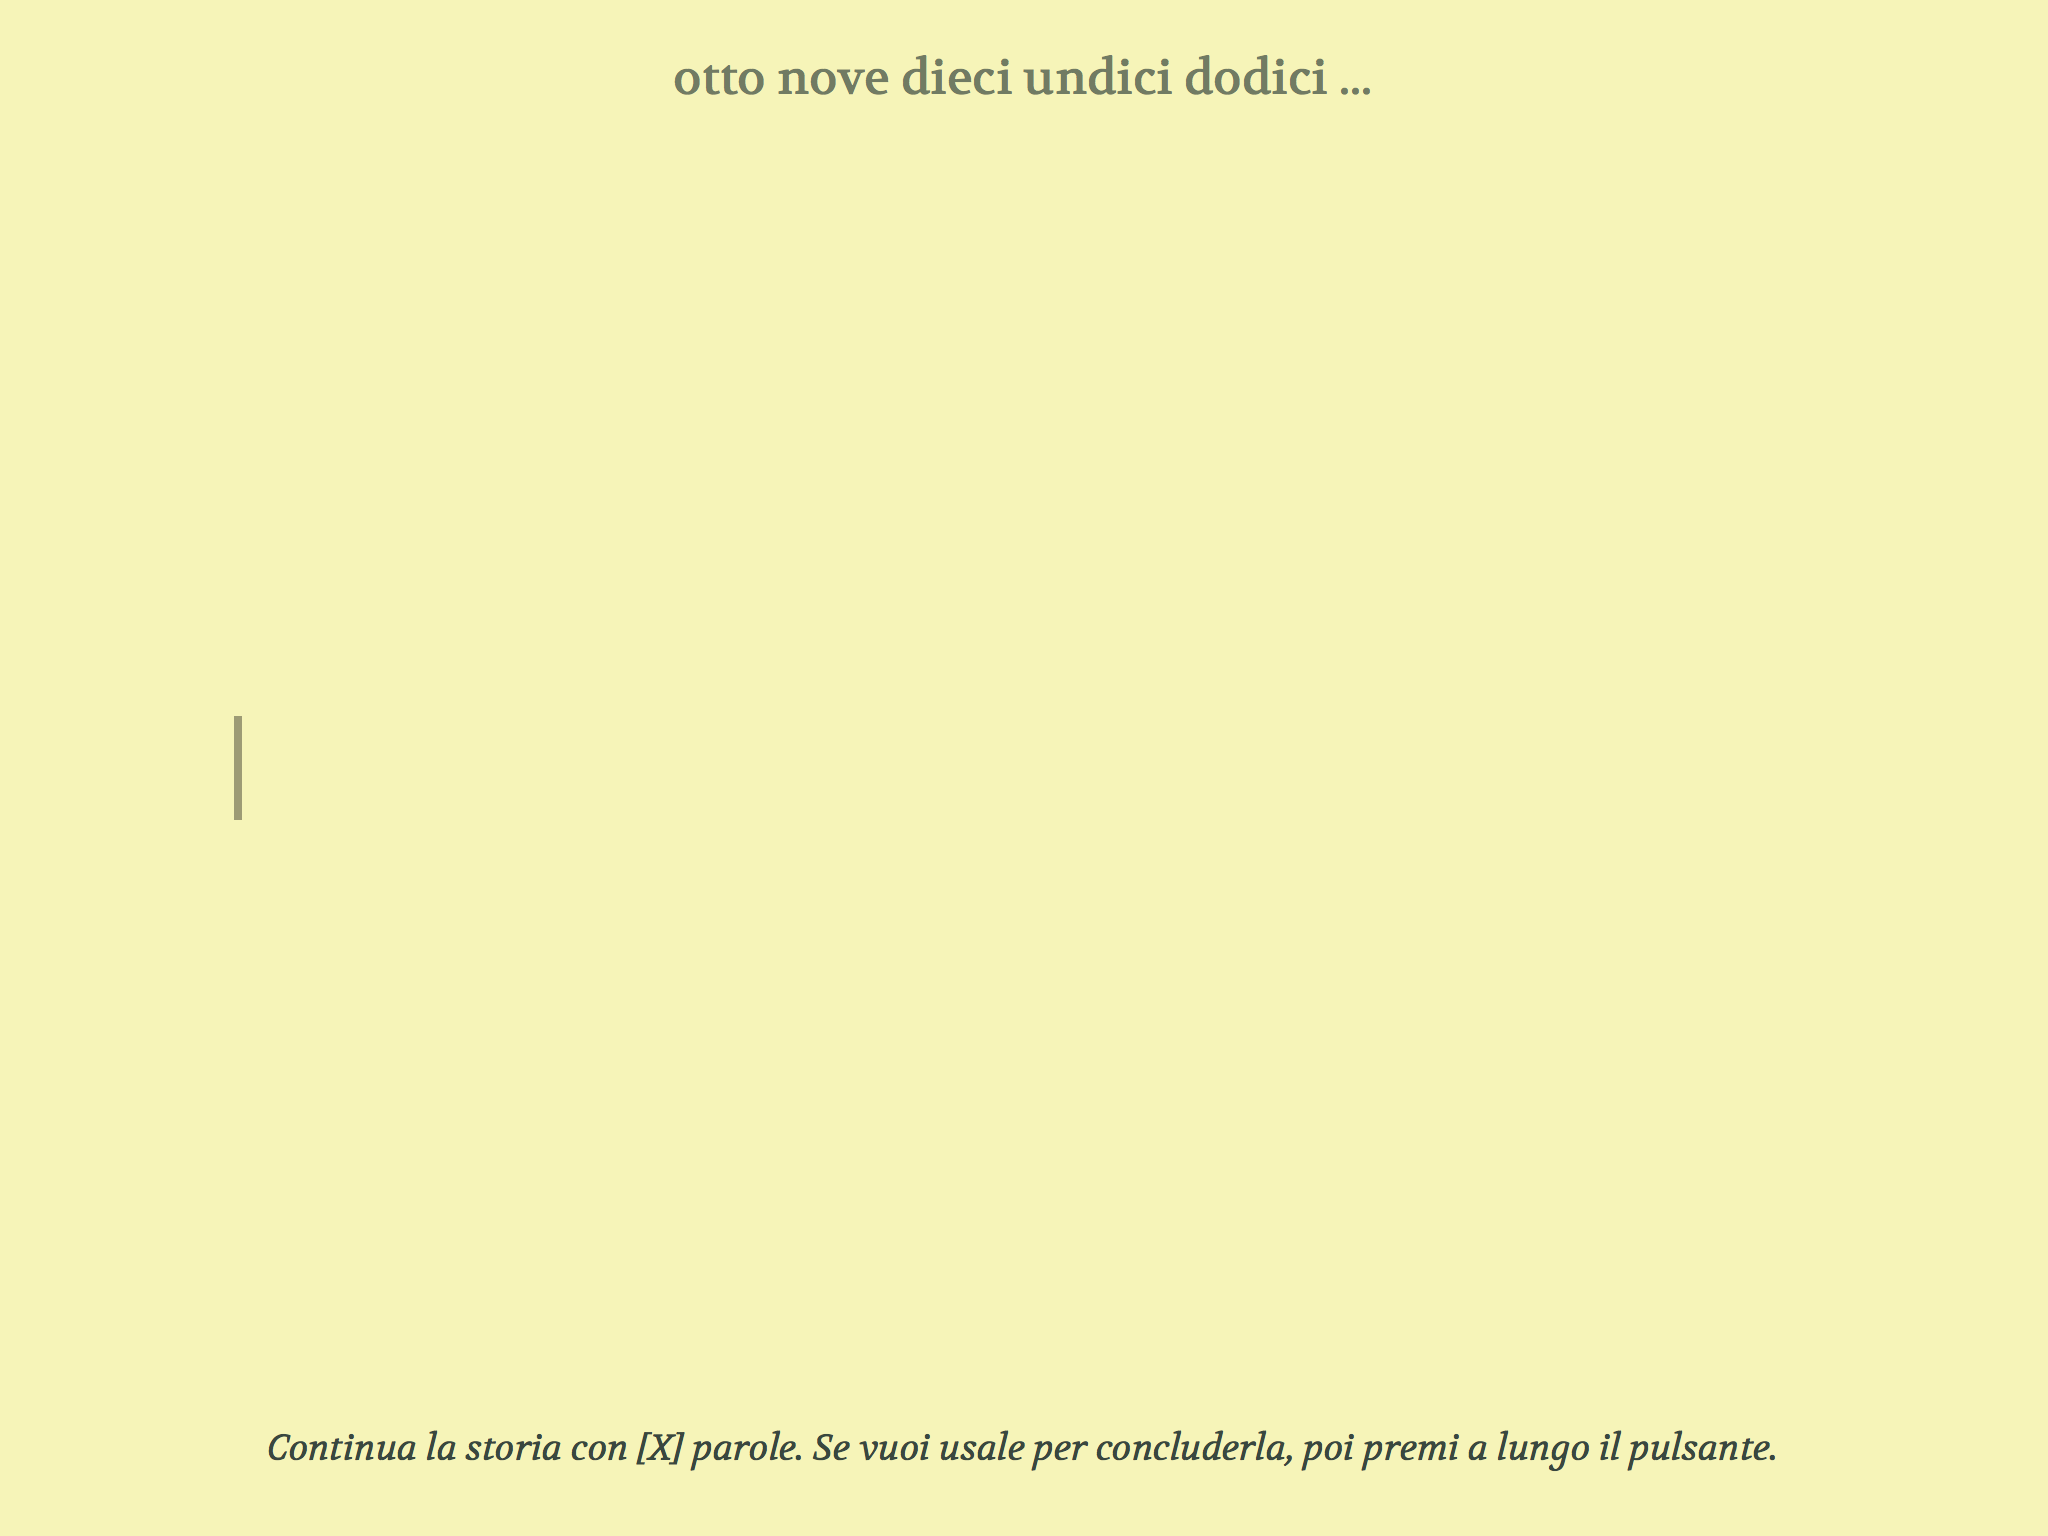 otto nove dieci undici dodici ...
Continua la storia con [X] parole. Se vuoi usale per concluderla, poi premi a lungo il pulsante.